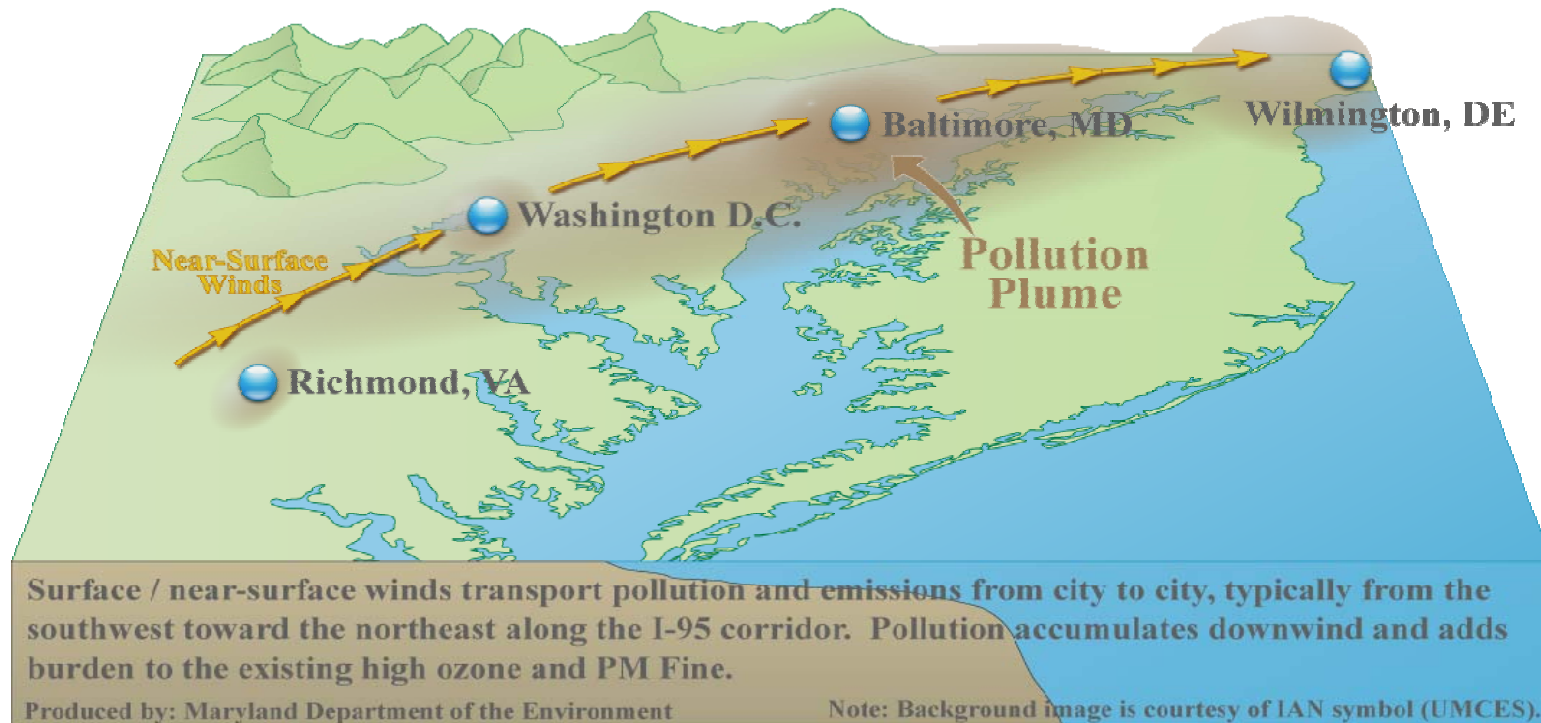 Wilmington, DE
Baltimore, MD
Washington D.C.
Near-Surface
Winds
Pollution
Plume
Richmond, VA
Surface / near-surface winds transport pollution and emissions from city to city, typically from the
southwest toward the northeast along the I-95 corridor.  Pollution accumulates downwind and adds
burden to the existing high ozone and PM Fine.
Produced by: Maryland Department of the Environment
Note: Background image is courtesy of IAN symbol (UMCES).